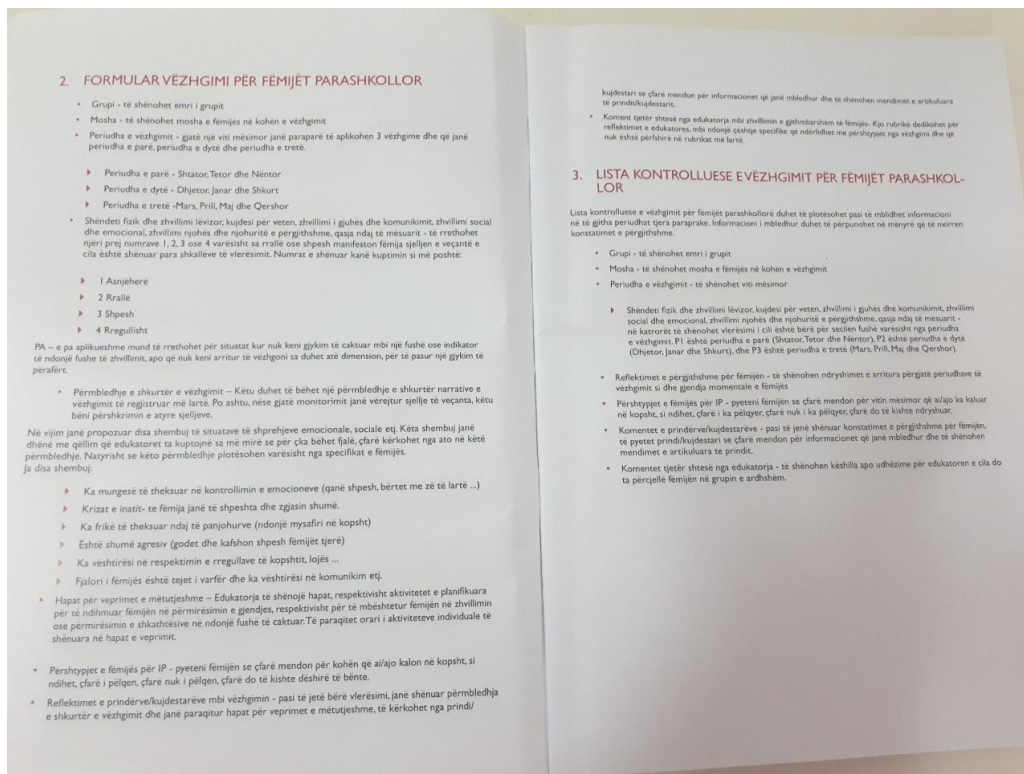 2. FORMULAR VËZHGIMI PËR FËMIJËT PARASHKOLLOR
• Grupi - të shënohet emri i grupit
• Mosha - të shënohet mosha e fëmijës në kohën e vëzhgimit
• Periudha e vëzhgimit - gjatë një viti mësimor janë paraparë të aplikohen 3 vëzhgime dhe që janë
periudha e parë, periudha e dytë dhe periudha e tretë.
Periudha e parë - Shtator, Tetor dhe Nëntor
Periudha e dytë - Dhjetor, Janar dhe Shkurt
Periudha e tretë -Mars, Prill, Maj dhe Qershor
• Shëndeti fizik dhe zhvillimi lëvizor, kujdesi për veten, zhvillimi i gjuhës dhe komunikimit, zhvillimi social
dhe emocional, zhvillimi njohës dhe njohuritë e përgjithshme, qasja ndaj të mësuarit - të rrethohet
njëri prej numrave 1, 2, 3 ose 4 varësisht sa rrallë ose shpesh manifeston fëmija sjelljen e veçantë e
cila është shënuar para shkallëve të vlerësimit. Numrat e shënuar kanë kuptimin si më poshtë:
1 Asnjëherë
2 Rrallë
3 Shpesh
4 Rregullisht
PA – e pa aplikueshme mund të rrethohet për situatat kur nuk keni gjykim të caktuar mbi një fushë ose indikator
të ndonjë fushe të zhvillimit, apo që nuk keni arritur të vëzhgoni sa duhet atë dimension, për të pasur një gjykim të
përafërt.
• Përmbledhje e shkurtër e vëzhgimit – Këtu duhet të bëhet një përmbledhje e shkurtër narrative e
vëzhgimit të regjistruar më lartë. Po ashtu, nëse gjatë monitorimit janë vërejtur sjellje të veçanta, këtu
bëni përshkrimin e atyre sjelljeve.
Në vijim janë propozuar disa shembuj të situatave të shprehjeve emocionale, sociale etj. Këta shembuj janë
dhënë me qëllim që edukatoret ta kuptojnë sa më mirë se për çka bëhet fjalë, çfarë kërkohet nga ato në këtë
përmbledhje. Natyrisht se këto përmbledhje plotësohen varësisht nga specifikat e fëmijës.
Ja disa shembuj:
Ka mungesë të theksuar në kontrollimin e emocioneve (qanë shpesh, bërtet me zë të lartë ...)
Krizat e inatit- te fëmija janë të shpeshta dhe zgjasin shumë.
Ka frikë të theksuar ndaj të panjohurve (ndonjë mysafiri në kopsht)
Është shumë agresiv (godet dhe kafshon shpesh fëmijët tjerë)
Ka vështirësi në respektimin e rregullave të kopshtit, lojës ...
Fjalori i fëmijës është tejet i varfër dhe ka vështirësi në komunikim etj.
• Hapat për veprimet e mëtutjeshme – Edukatorja të shënojë hapat, respektivisht aktivitetet e planifikuara
për të ndihmuar fëmijën në përmirësimin e gjendjes, respektivisht për të mbështetur fëmijën në zhvillimin
ose përmirësimin e shkathtësive në ndonjë fushë të caktuar. Të paraqitet orari i aktiviteteve individuale të
shënuara në hapat e veprimit.
• Përshtypjet e fëmijës për IP - pyeteni fëmijën se çfarë mendon për kohën që ai/ajo kalon në kopsht, si
ndihet, çfarë i pëlqen, çfarë nuk i pëlqen, çfarë do të kishte dëshirë të bënte.
• Reflektimet e prindërve/kujdestarëve mbi vëzhgimin - pasi të jetë bërë vlerësimi, janë shënuar përmbledhja
e shkurtër e vëzhgimit dhe janë paraqitur hapat për veprimet e mëtutjeshme, të kërkohet nga prindi/
kujdestari se çfarë mendon për informacionet që janë mbledhur dhe të shënohen mendimet e artikuluara
të prindit/kujdestarit.
• Koment tjetër shtesë nga edukatorja mbi zhvillimin e gjithmbarshëm të fëmijës- Kjo rubrikë dedikohet për
reflektimet e edukatores, mbi ndonjë çështje specifike që ndërlidhet me përshtypjet nga vëzhgimi dhe që
nuk është përfshirë në rubrikat më lartë.
3. LISTA KONTROLLUESE E VËZHGIMIT PËR FËMIJËT PARASHKOL-
LOR
Lista kontrolluese e vëzhgimit për fëmijët parashkollorë duhet të plotësohet pasi të mblidhet informacioni
në të gjitha periudhat tjera paraprake. Informacioni i mbledhur duhet të përpunohet në mënyrë që të nxirren
konstatimet e përgjithshme.
• Grupi - të shënohet emri i grupit
• Mosha - të shënohet mosha e fëmijës në kohën e vëzhgimit
• Periudha e vëzhgimit - të shënohet viti mësimor
Shëndeti fizik dhe zhvillimi lëvizor, kujdesi për veten, zhvillimi i gjuhës dhe komunikimit, zhvillimi
social dhe emocional, zhvillimi njohës dhe njohuritë e përgjithshme, qasja ndaj të mësuarit -
në katrorët të shënohet vlerësimi i cili është bërë për secilën fushë varësisht nga periudha
e vëzhgimit. P1 është periudha e parë (Shtator, Tetor dhe Nëntor), P2 është periudha e dytë
(Dhjetor, Janar dhe Shkurt), dhe P3 është periudha e tretë (Mars, Prill, Maj dhe Qershor).
• Reflektimet e përgjithshme për fëmijën - të shënohen ndryshimet e arritura përgjatë periudhave të
vëzhgimit si dhe gjendja momentale e fëmijës
• Përshtypjet e fëmijës për IP - pyeteni fëmijën se çfarë mendon për vitin mësimor që ai/ajo ka kaluar
në kopsht, si ndihet, çfarë i ka pëlqyer, çfarë nuk i ka pëlqyer, çfarë do të kishte ndryshuar.
• Komentet e prindërve/kujdestarëve - pasi të jenë shënuar konstatimet e përgjithshme për fëmijën,
të pyetet prindi/kujdestari se çfarë mendon për informacionet që janë mbledhur dhe të shënohen
mendimet e artikuluara të prindit.
• Komentet tjetër shtesë nga edukatorja - të shënohen këshilla apo udhëzime për edukatoren e cila do
ta përcjellë fëmijën në grupin e ardhshëm.